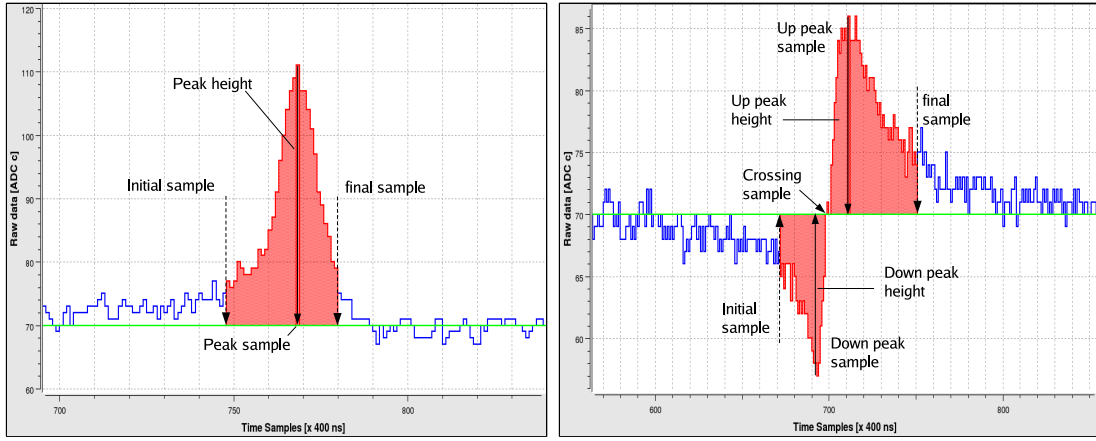 120
110
100
90
80
70
60
Raw data [ADC c]
Peak height
Initial sample
final sample
Peak sample
700
750
800
Time Samples [x 400 ns]
85
80
75
70
65
60
Raw data [ADC c]
Up peak
sample
Up peak
height
final
sample
Crossing
sample
Initial
sample
Down peak
height
Down peak
sample
600
700
800
Time Samples [x 400 ns]